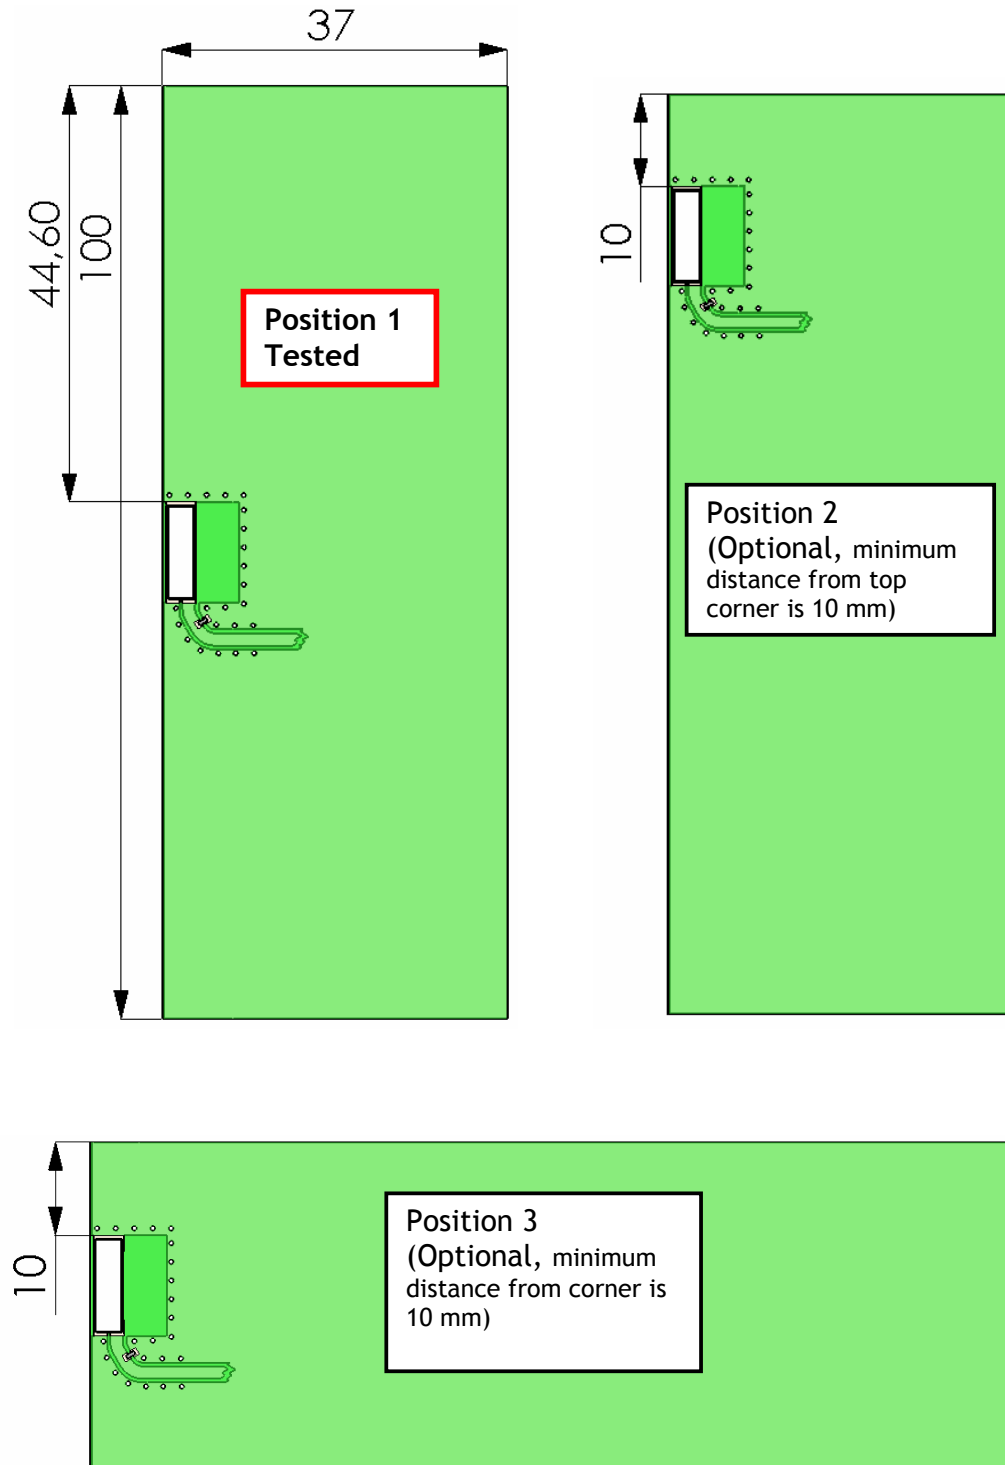 37
44,60
100
Position 1
Tested
10
Position 2
(Optional, minimum
distance from top
corner is 10 mm)
10
Position 3
(Optional, minimum
distance from corner is
10 mm)